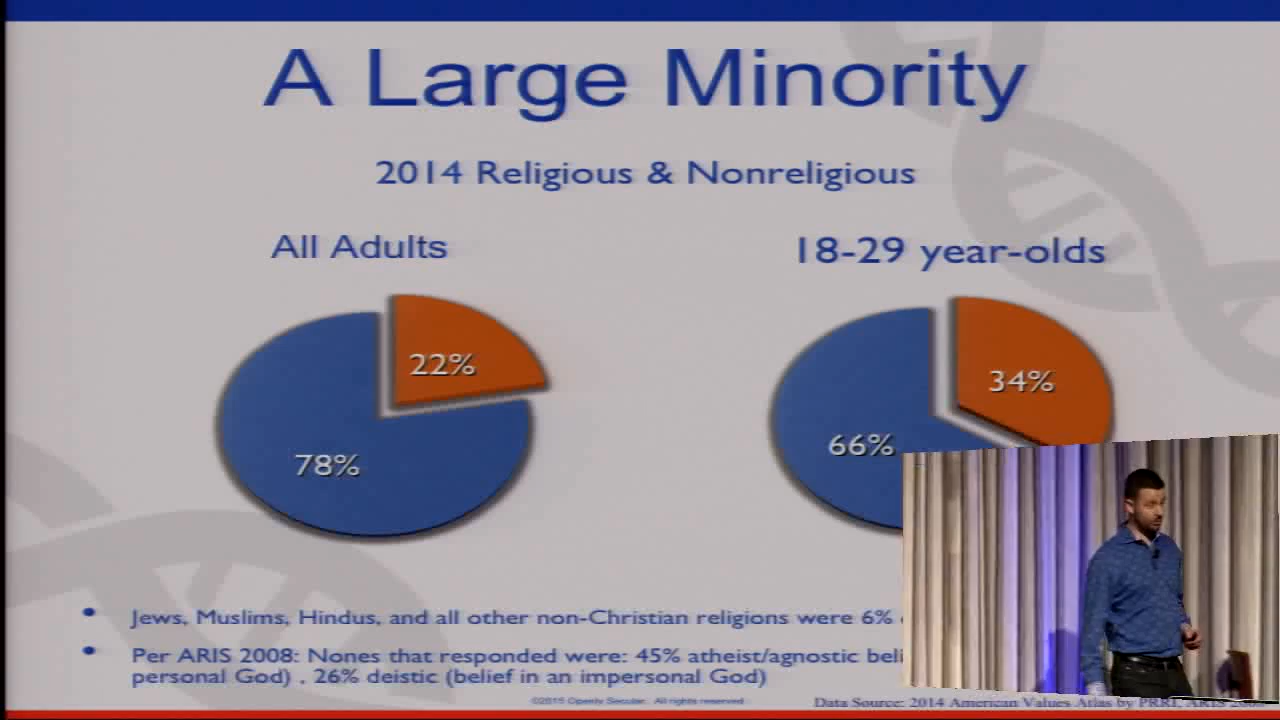 A Large Minority
2014 Religious & Nonreligious
All Adults
18-29 year-olds
22%
34%
78%
66%
• Jews, Muslims, Hindus, and all other non-Christian religions were 6%
• Per ARIS 2008: Nones that responded were: 45% atheist/agnostic beli
personal God) . 26% deistic (belief in an impersonal God)
©2015 Openly Secular. All rights reserved
Data Source: 2014 American Values Atlas by PRRI, ARIS